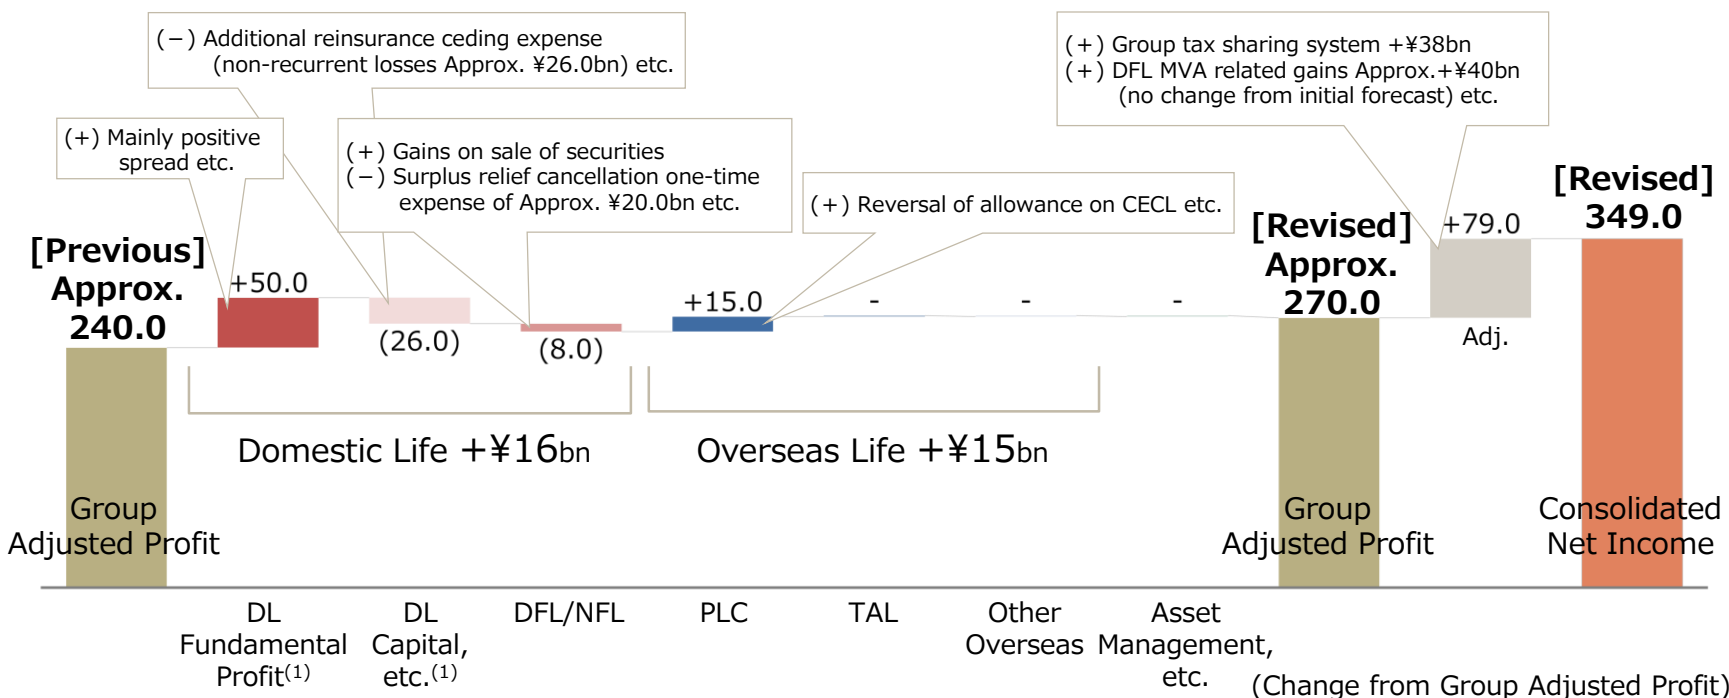 (−) Additional reinsurance ceding expense
(non-recurrent losses Approx. ¥26.0bn) etc.
(+) Mainly positive
spread etc.
(+) Gains on sale of securities
(−) Surplus relief cancellation one-time
expense of Approx. ¥20.0bn etc.
(+) Reversal of allowance on CECL etc.
(+) Group tax sharing system +¥38bn
(+) DFL MVA related gains Approx.+¥40bn
(no change from initial forecast) etc.
[Previous]
Approx.
240.0
+50.0
(26.0)
(8.0)
+15.0
-
-
-
[Revised]
Approx.
270.0
+79.0
Adj.
[Revised]
349.0
Domestic Life +¥16bn
Overseas Life +¥15bn
Group
Adjusted Profit
Group
Adjusted Profit
Consolidated
Net Income
DL
Fundamental
Profit(1)
DL
Capital,
etc.(1)
DFL/NFL
PLC
TAL
Other
Overseas
Asset
Management,
etc.
(Change from Group Adjusted Profit)